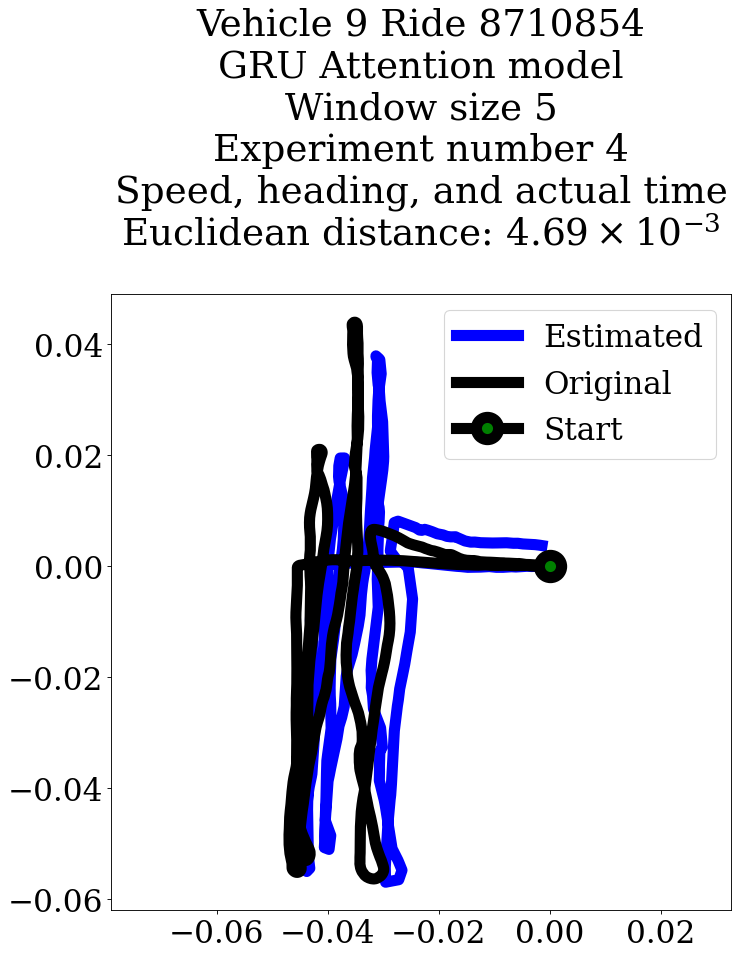 Vehicle 9 Ride 8710854
GRU Attention model
Window size 5
Experiment number 4
Speed, heading, and actual time
Euclidean distance: 4.69 × 10⁻³
Estimated
Original
Start
0.04
0.02
0.00
−0.02
−0.04
−0.06
−0.06 −0.04 −0.02 0.00 0.02